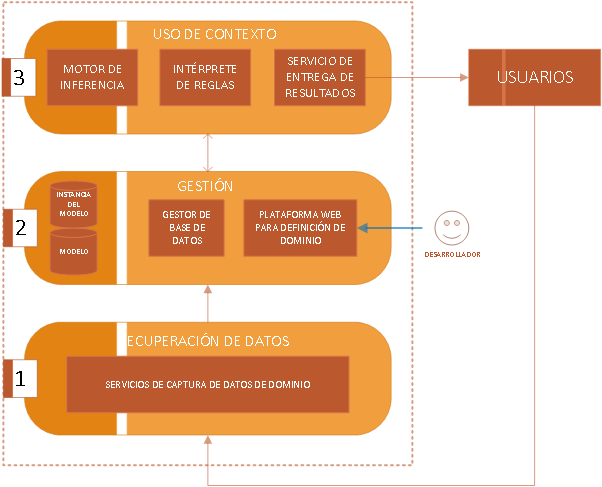 USO DE CONTEXTO
3
MOTOR DE
INFERENCIA
INTÉRPRETE
DE REGLAS
SERVICIO DE
ENTREGA DE
RESULTADOS
USUARIOS
GESTIÓN
2
INSTANCIA
DEL
MODELO
MODELO
GESTOR DE
BASE DE
DATOS
PLATAFORMA WEB
PARA DEFINICIÓN DE
DOMINIO
DESARROLLADOR
ECUPERACIÓN DE DATOS
1
SERVICIOS DE CAPTURA DE DATOS DE DOMINIO